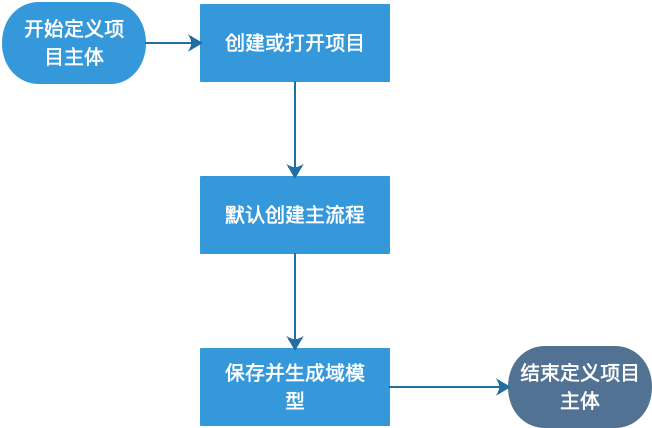 开始定义项
目主体
创建或打开项目
默认创建主流程
保存并生成域模
型
结束定义项目
主体